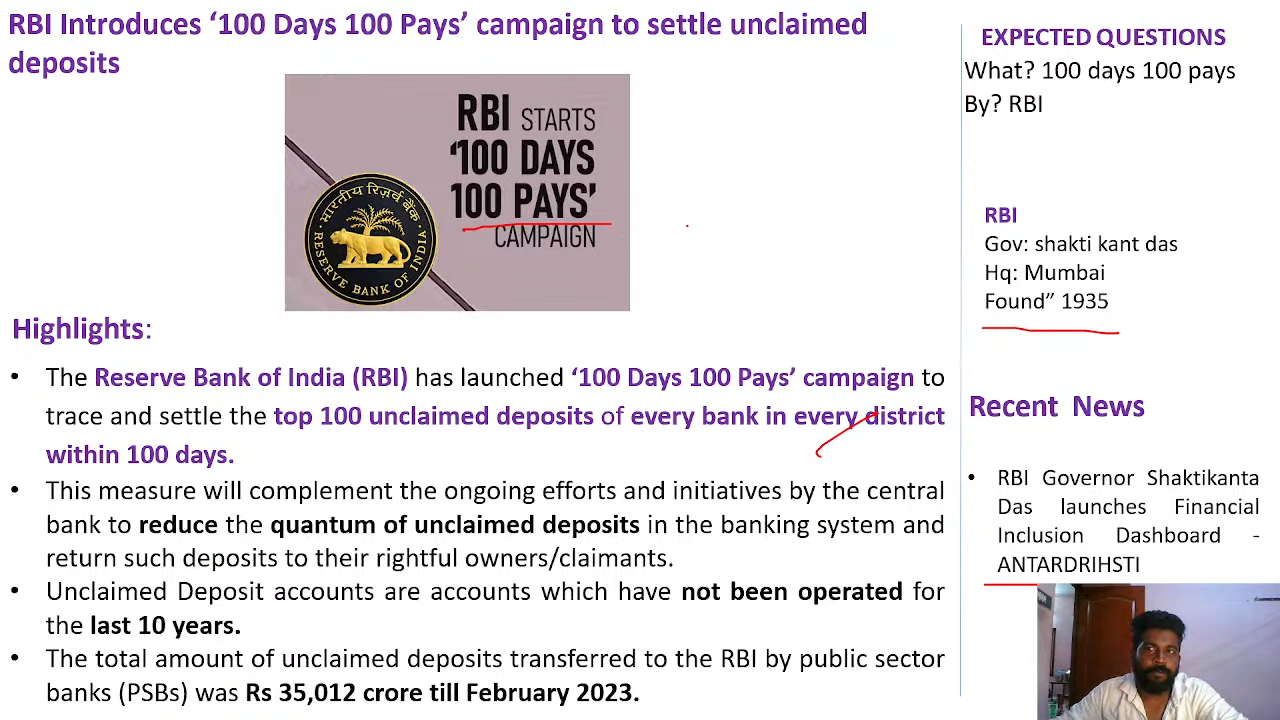 RBI Introduces ‘100 Days 100 Pays’ campaign to settle unclaimed
deposits
RBI STARTS
‘100 DAYS
100 PAYS’
CAMPAIGN
भारतीय रिज़र्व बैंक
RESERVE BANK OF INDIA
Highlights:
• The Reserve Bank of India (RBI) has launched ‘100 Days 100 Pays’ campaign to
trace and settle the top 100 unclaimed deposits of every bank in every district
within 100 days.
• This measure will complement the ongoing efforts and initiatives by the central
bank to reduce the quantum of unclaimed deposits in the banking system and
return such deposits to their rightful owners/claimants.
• Unclaimed Deposit accounts are accounts which have not been operated for
the last 10 years.
• The total amount of unclaimed deposits transferred to the RBI by public sector
banks (PSBs) was Rs 35,012 crore till February 2023.
EXPECTED QUESTIONS
What? 100 days 100 pays
By? RBI
RBI
Gov: shakti kant das
Hq: Mumbai
Found” 1935
Recent News
• RBI Governor Shaktikanta
Das launches Financial
Inclusion Dashboard -
ANTARDRIHSTI